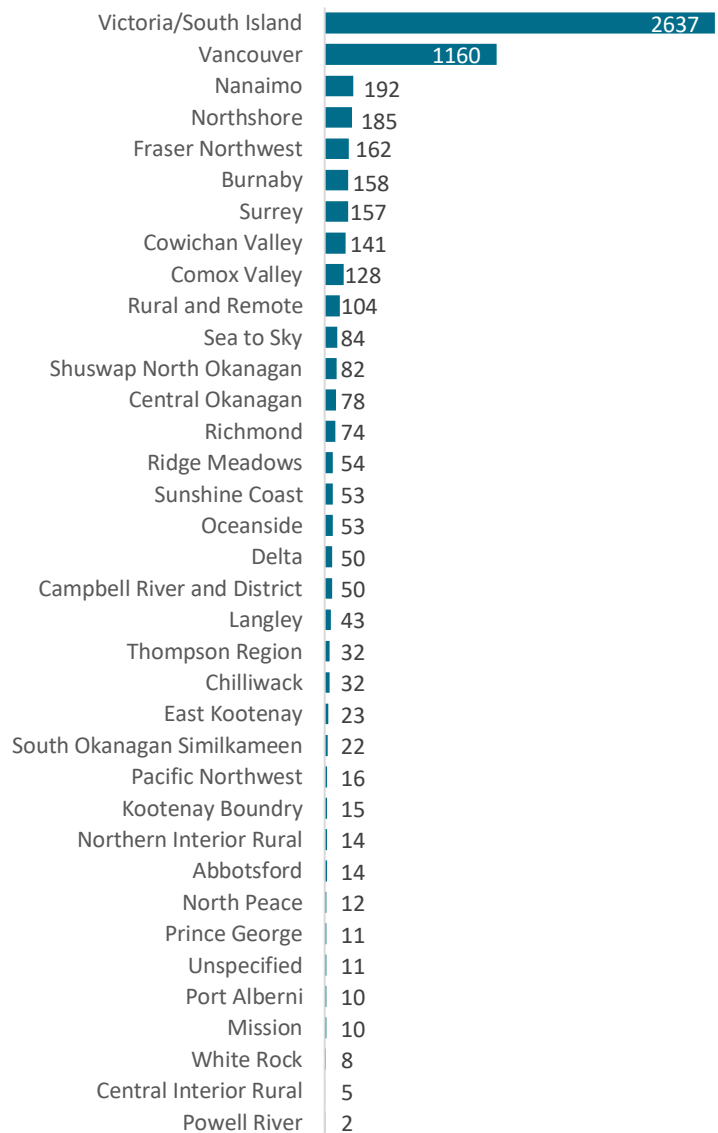 Victoria/South Island 2637
Vancouver 1160
Nanaimo 192
Northshore 185
Fraser Northwest 162
Burnaby 158
Surrey 157
Cowichan Valley 141
Comox Valley 128
Rural and Remote 104
Sea to Sky 84
Shuswap North Okanagan 82
Central Okanagan 78
Richmond 74
Ridge Meadows 54
Sunshine Coast 53
Oceanside 53
Delta 50
Campbell River and District 50
Langley 43
Thompson Region 32
Chilliwack 32
East Kootenay 23
South Okanagan Similkameen 22
Pacific Northwest 16
Kootenay Boundry 15
Northern Interior Rural 14
Abbotsford 14
North Peace 12
Prince George 11
Unspecified 11
Port Alberni 10
Mission 10
White Rock 8
Central Interior Rural 5
Powell River 2